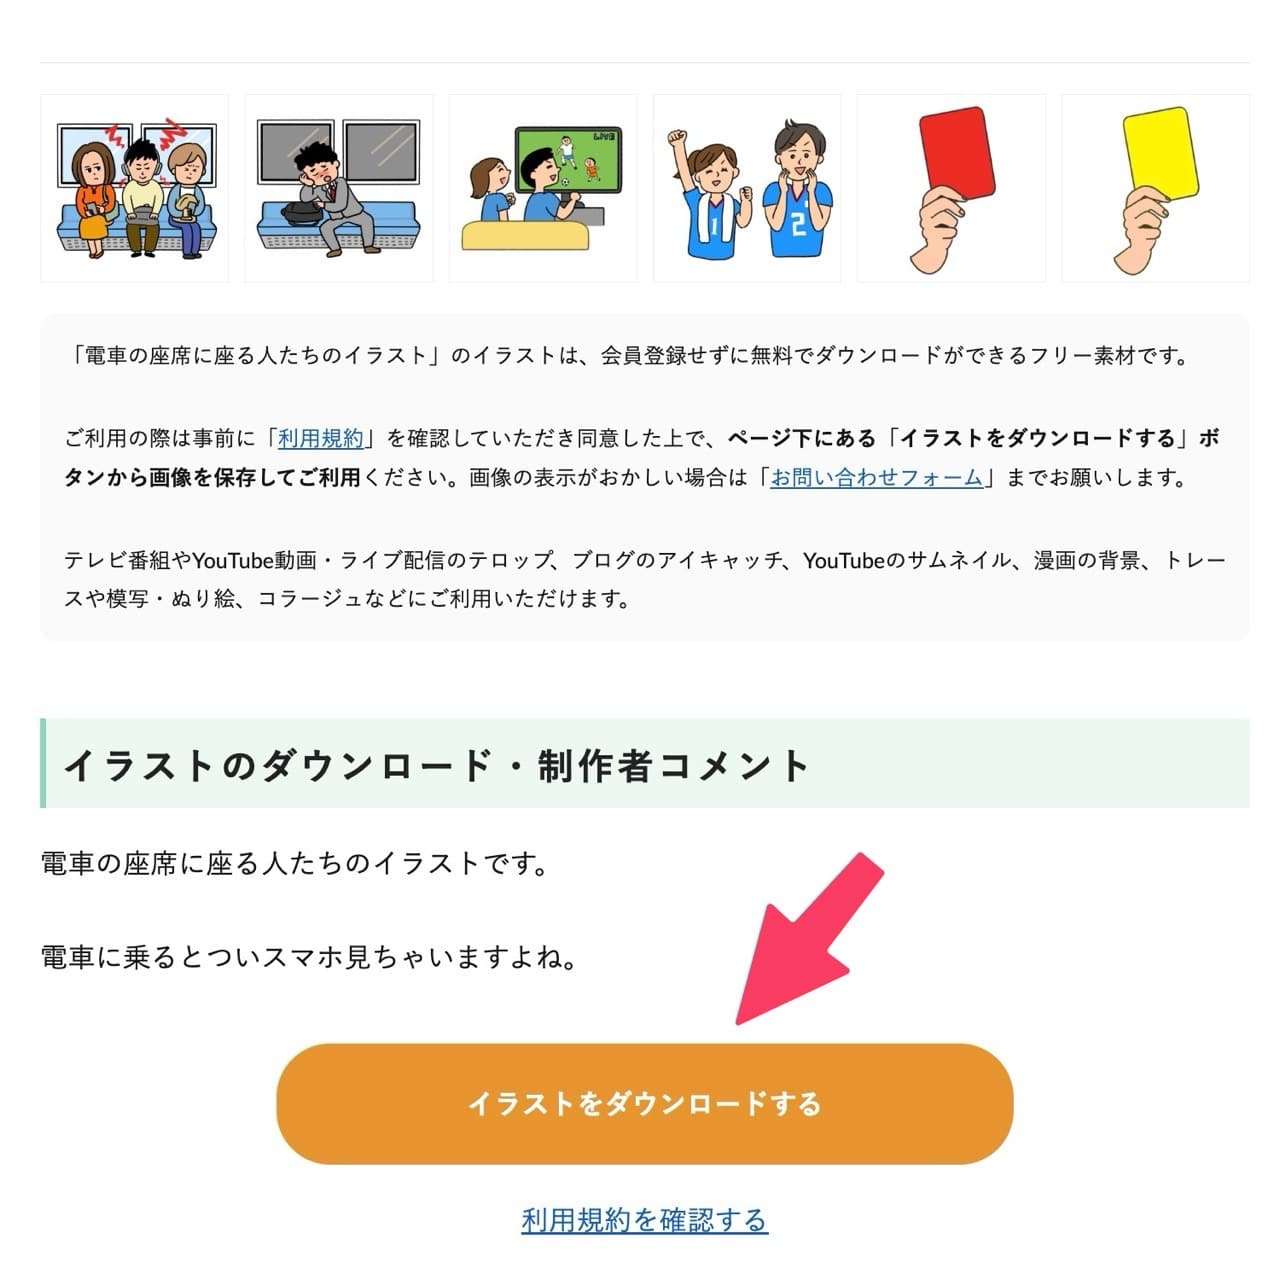 LIVE
1
2
「電車の座席に座る人たちのイラスト」のイラストは、会員登録せずに無料でダウンロードができるフリー素材です。
ご利用の際は事前に「利用規約」を確認していただき同意した上で、ページ下にある「イラストをダウンロードする」ボ
タンから画像を保存してご利用ください。画像の表示がおかしい場合は「お問い合わせフォーム」までお願いします。
テレビ番組やYouTube動画・ライブ配信のテロップ、ブログのアイキャッチ、YouTubeのサムネイル、漫画の背景、トレー
スや模写・ぬり絵、コラージュなどにご利用いただけます。
イラストのダウンロード・制作者コメント
電車の座席に座る人たちのイラストです。
電車に乗るとついスマホ見ちゃいますよね。
イラストをダウンロードする
利用規約を確認する